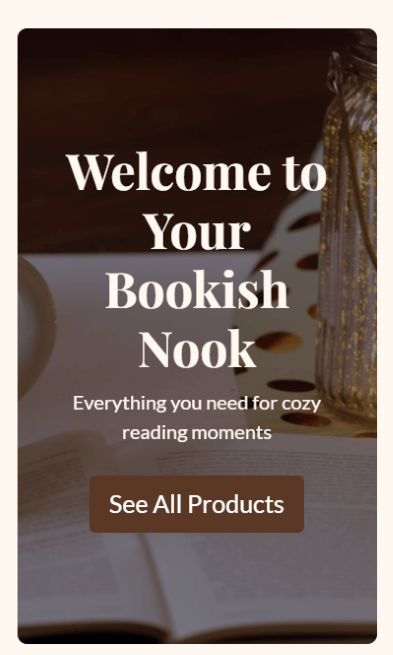 Welcome to
Your
Bookish
Nook
Everything you need for cozy
reading moments
See All Products